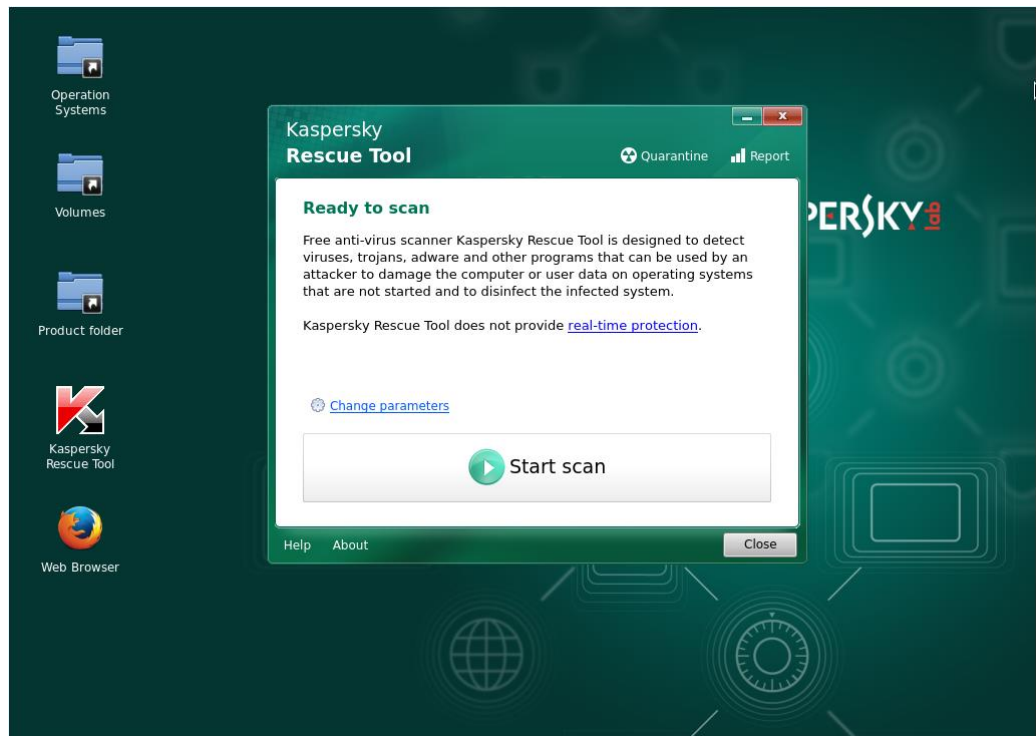 Operation
Systems
Volumes
Product folder
Kaspersky
Rescue Tool
Web Browser
Kaspersky
Rescue Tool
Quarantine
Report
Ready to scan
Free anti-virus scanner Kaspersky Rescue Tool is designed to detect
viruses, trojans, adware and other programs that can be used by an
attacker to damage the computer or user data on operating systems
that are not started and to disinfect the infected system.
Kaspersky Rescue Tool does not provide real-time protection.
Change parameters
Start scan
Help
About
Close
PERSKY lab